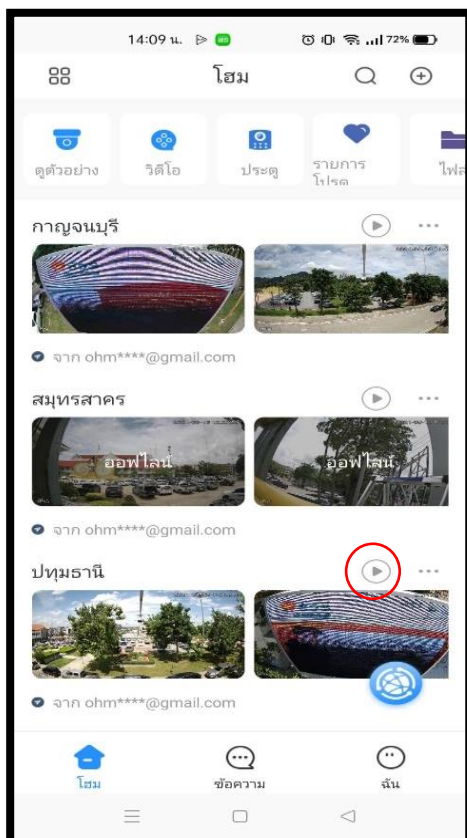 14:09 น. 72%
โฮม
ดูตัวอย่าง วิดีโอ ประตู รายการ
โปรด
กาญจนบุรี
จาก ohm****@gmail.com
สมุทรสาคร
ออฟไลน์ ออฟไลน์
จาก ohm****@gmail.com
ปทุมธานี
จาก ohm****@gmail.com
โฮม ข้อความ ฉัน